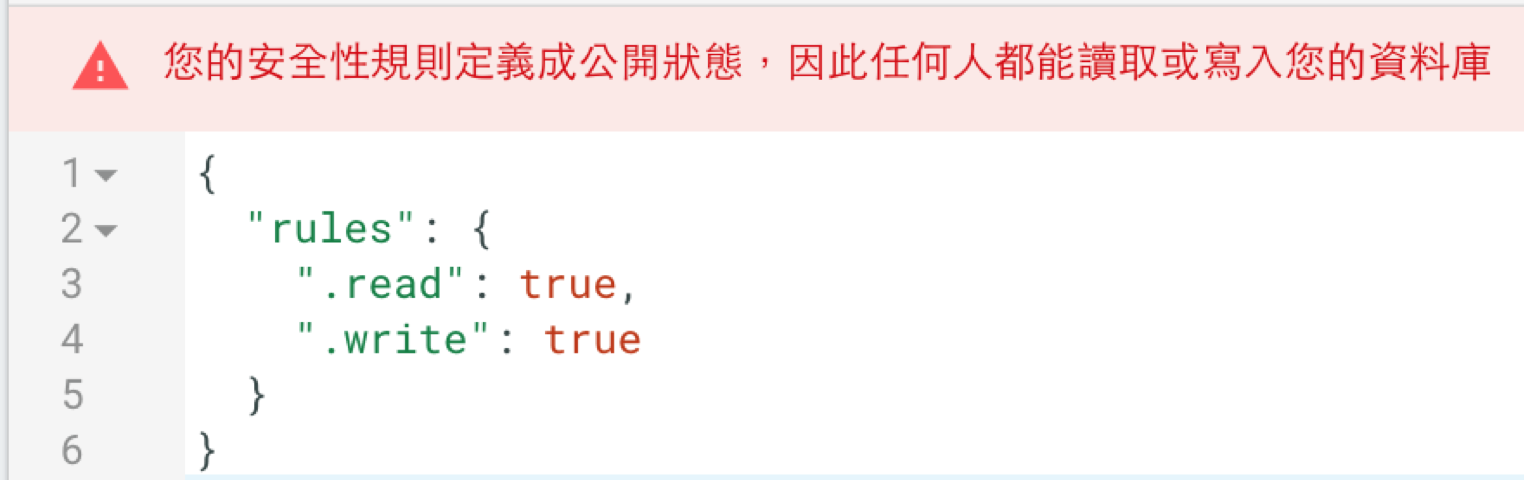 您的安全性規則定義成公開狀態，因此任何人都能讀取或寫入您的資料庫
1 {
2 "rules": {
3 ".read": true,
4 ".write": true
5 }
6 }